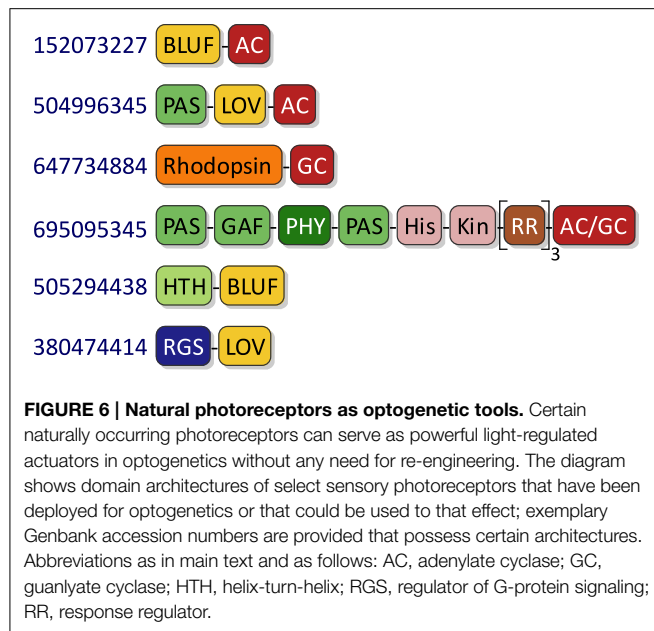 152073227 BLUF AC
504996345 PAS LOV AC
647734884 Rhodopsin GC
695095345 PAS GAF PHY PAS His Kin [RR]3 AC/GC
505294438 HTH BLUF
380474414 RGS LOV
FIGURE 6 | Natural photoreceptors as optogenetic tools. Certain
naturally occurring photoreceptors can serve as powerful light-regulated
actuators in optogenetics without any need for re-engineering. The diagram
shows domain architectures of select sensory photoreceptors that have been
deployed for optogenetics or that could be used to that effect; exemplary
Genbank accession numbers are provided that possess certain architectures.
Abbreviations as in main text and as follows: AC, adenylate cyclase; GC,
guanlyate cyclase; HTH, helix-turn-helix; RGS, regulator of G-protein signaling;
RR, response regulator.